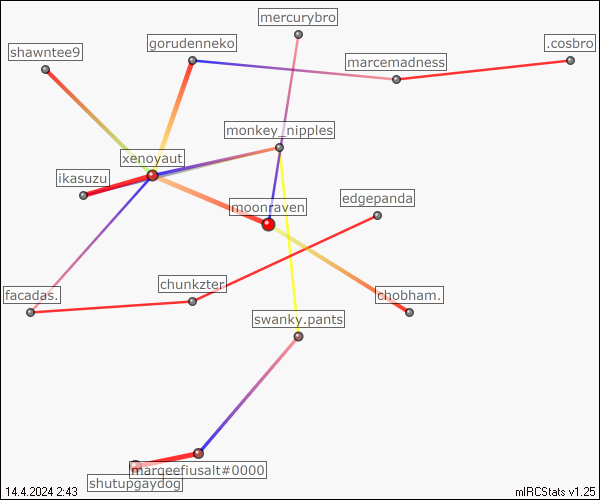 mercurybro
gorudenneko
.cosbro
shawntee9
marcemadness
monkey_nipples
xenoyaut
ikasuzu
edgepanda
moonraven
chunkzter
facadas.
chobham.
swanky.pants
marqeefiusalt#0000
shutupgaydog
14.4.2024 2:43
mIRCStats v1.25